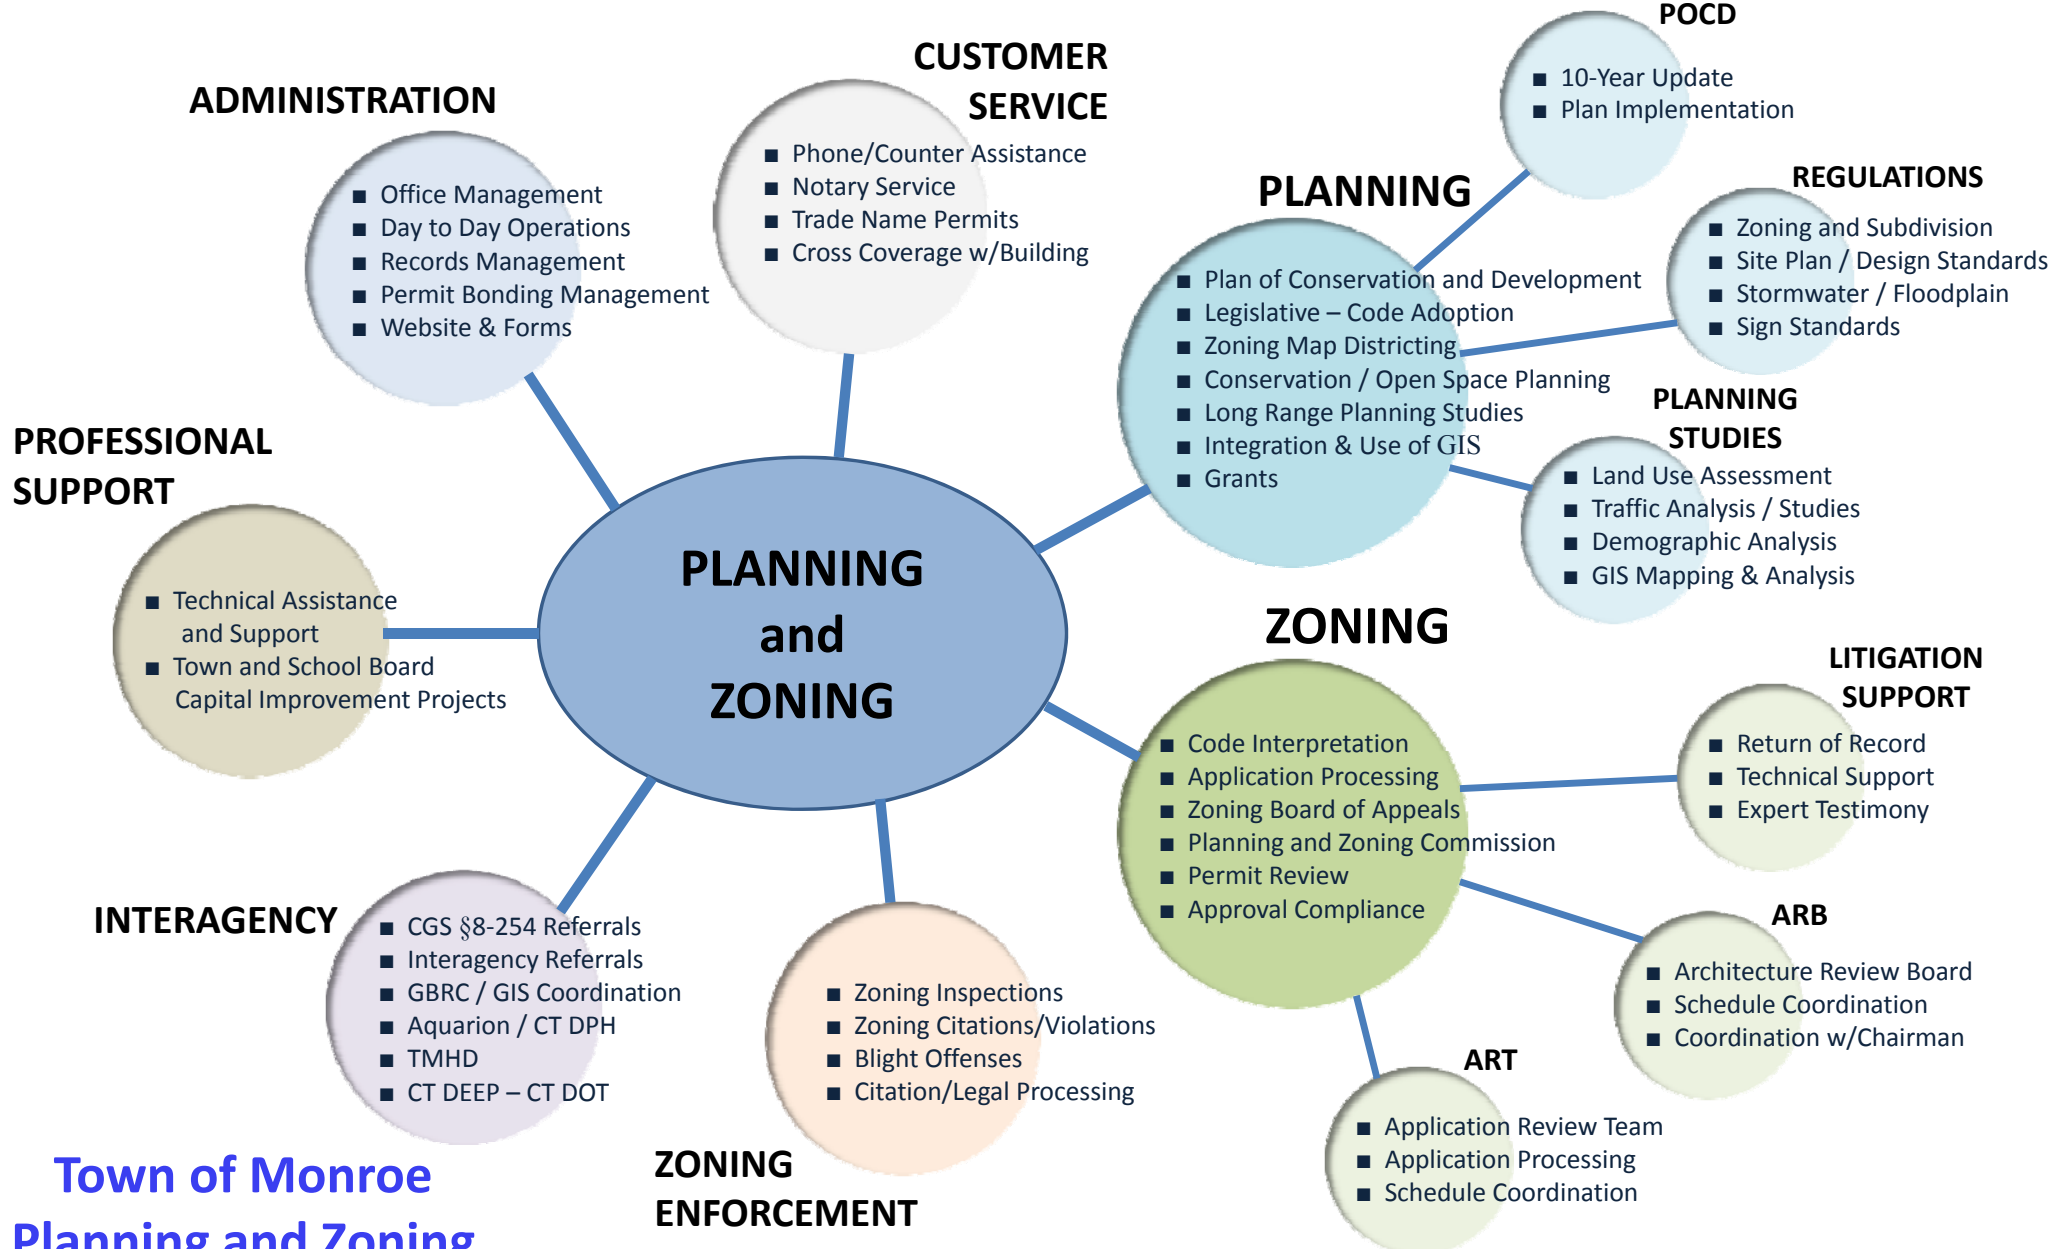 ADMINISTRATION
■ Office Management
■ Day to Day Operations
■ Records Management
■ Permit Bonding Management
■ Website & Forms
CUSTOMER
SERVICE
■ Phone/Counter Assistance
■ Notary Service
■ Trade Name Permits
■ Cross Coverage w/Building
PLANNING
■ Plan of Conservation and Development
■ Legislative – Code Adoption
■ Zoning Map Districting
■ Conservation / Open Space Planning
■ Long Range Planning Studies
■ Integration & Use of GIS
■ Grants
POCD
■ 10-Year Update
■ Plan Implementation
REGULATIONS
■ Zoning and Subdivision
■ Site Plan / Design Standards
■ Stormwater / Floodplain
■ Sign Standards
PLANNING
STUDIES
■ Land Use Assessment
■ Traffic Analysis / Studies
■ Demographic Analysis
■ GIS Mapping & Analysis
PROFESSIONAL
SUPPORT
■ Technical Assistance
and Support
■ Town and School Board
Capital Improvement Projects
PLANNING
and
ZONING
ZONING
■ Code Interpretation
■ Application Processing
■ Zoning Board of Appeals
■ Planning and Zoning Commission
■ Permit Review
■ Approval Compliance
LITIGATION
SUPPORT
■ Return of Record
■ Technical Support
■ Expert Testimony
ARB
■ Architecture Review Board
■ Schedule Coordination
■ Coordination w/Chairman
ART
■ Application Review Team
■ Application Processing
■ Schedule Coordination
INTERAGENCY
■ CGS §8-254 Referrals
■ Interagency Referrals
■ GBRC / GIS Coordination
■ Aquarion / CT DPH
■ TMHD
■ CT DEEP – CT DOT
ZONING
ENFORCEMENT
■ Zoning Inspections
■ Zoning Citations/Violations
■ Blight Offenses
■ Citation/Legal Processing
Town of Monroe
Planning and Zoning